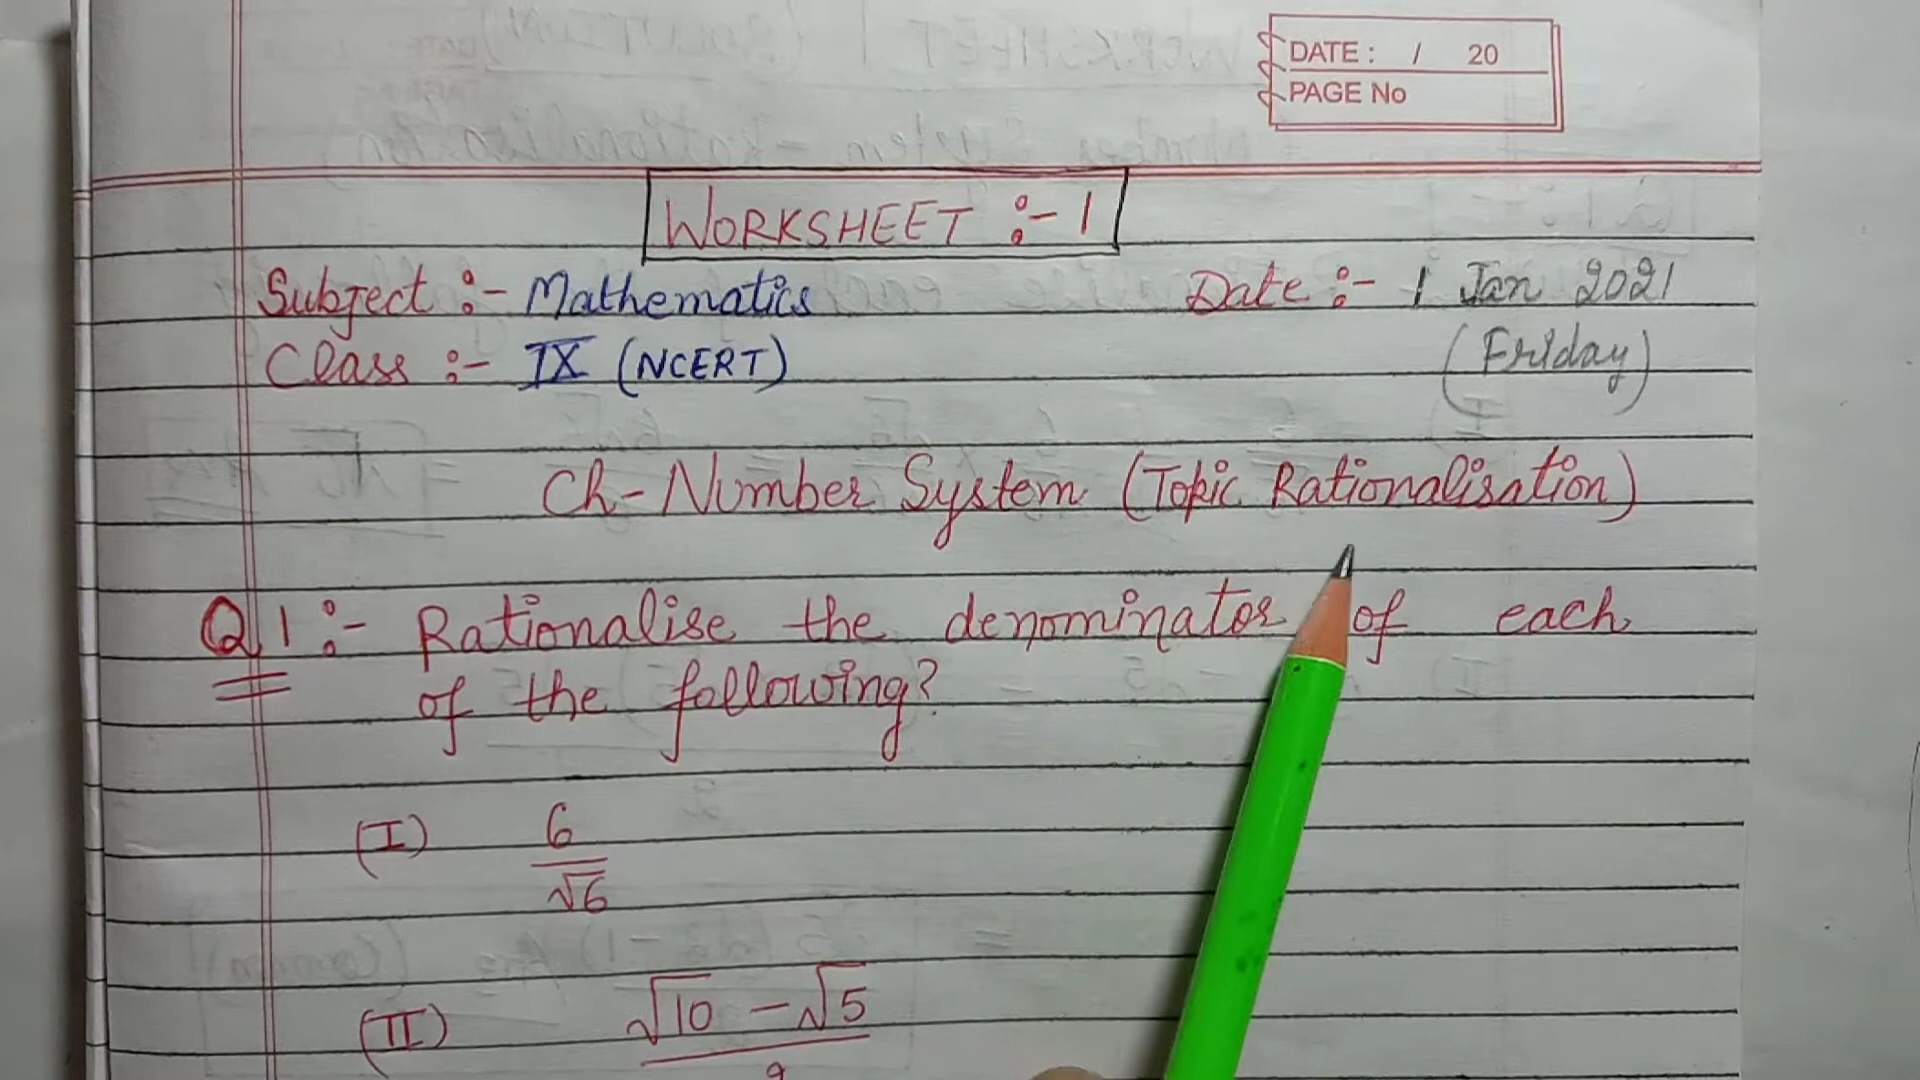 DATE : / 20
PAGE No
WORKSHEET :- 1
Subject :- Mathematics Date :- 1 Jan 2021
Class :- IX (NCERT) (Friday)
Ch-Number System (Topic Rationalisation)
Q1 :- Rationalise the denominator of each
of the following?
(I) 6/√6
(II) √10 - √5